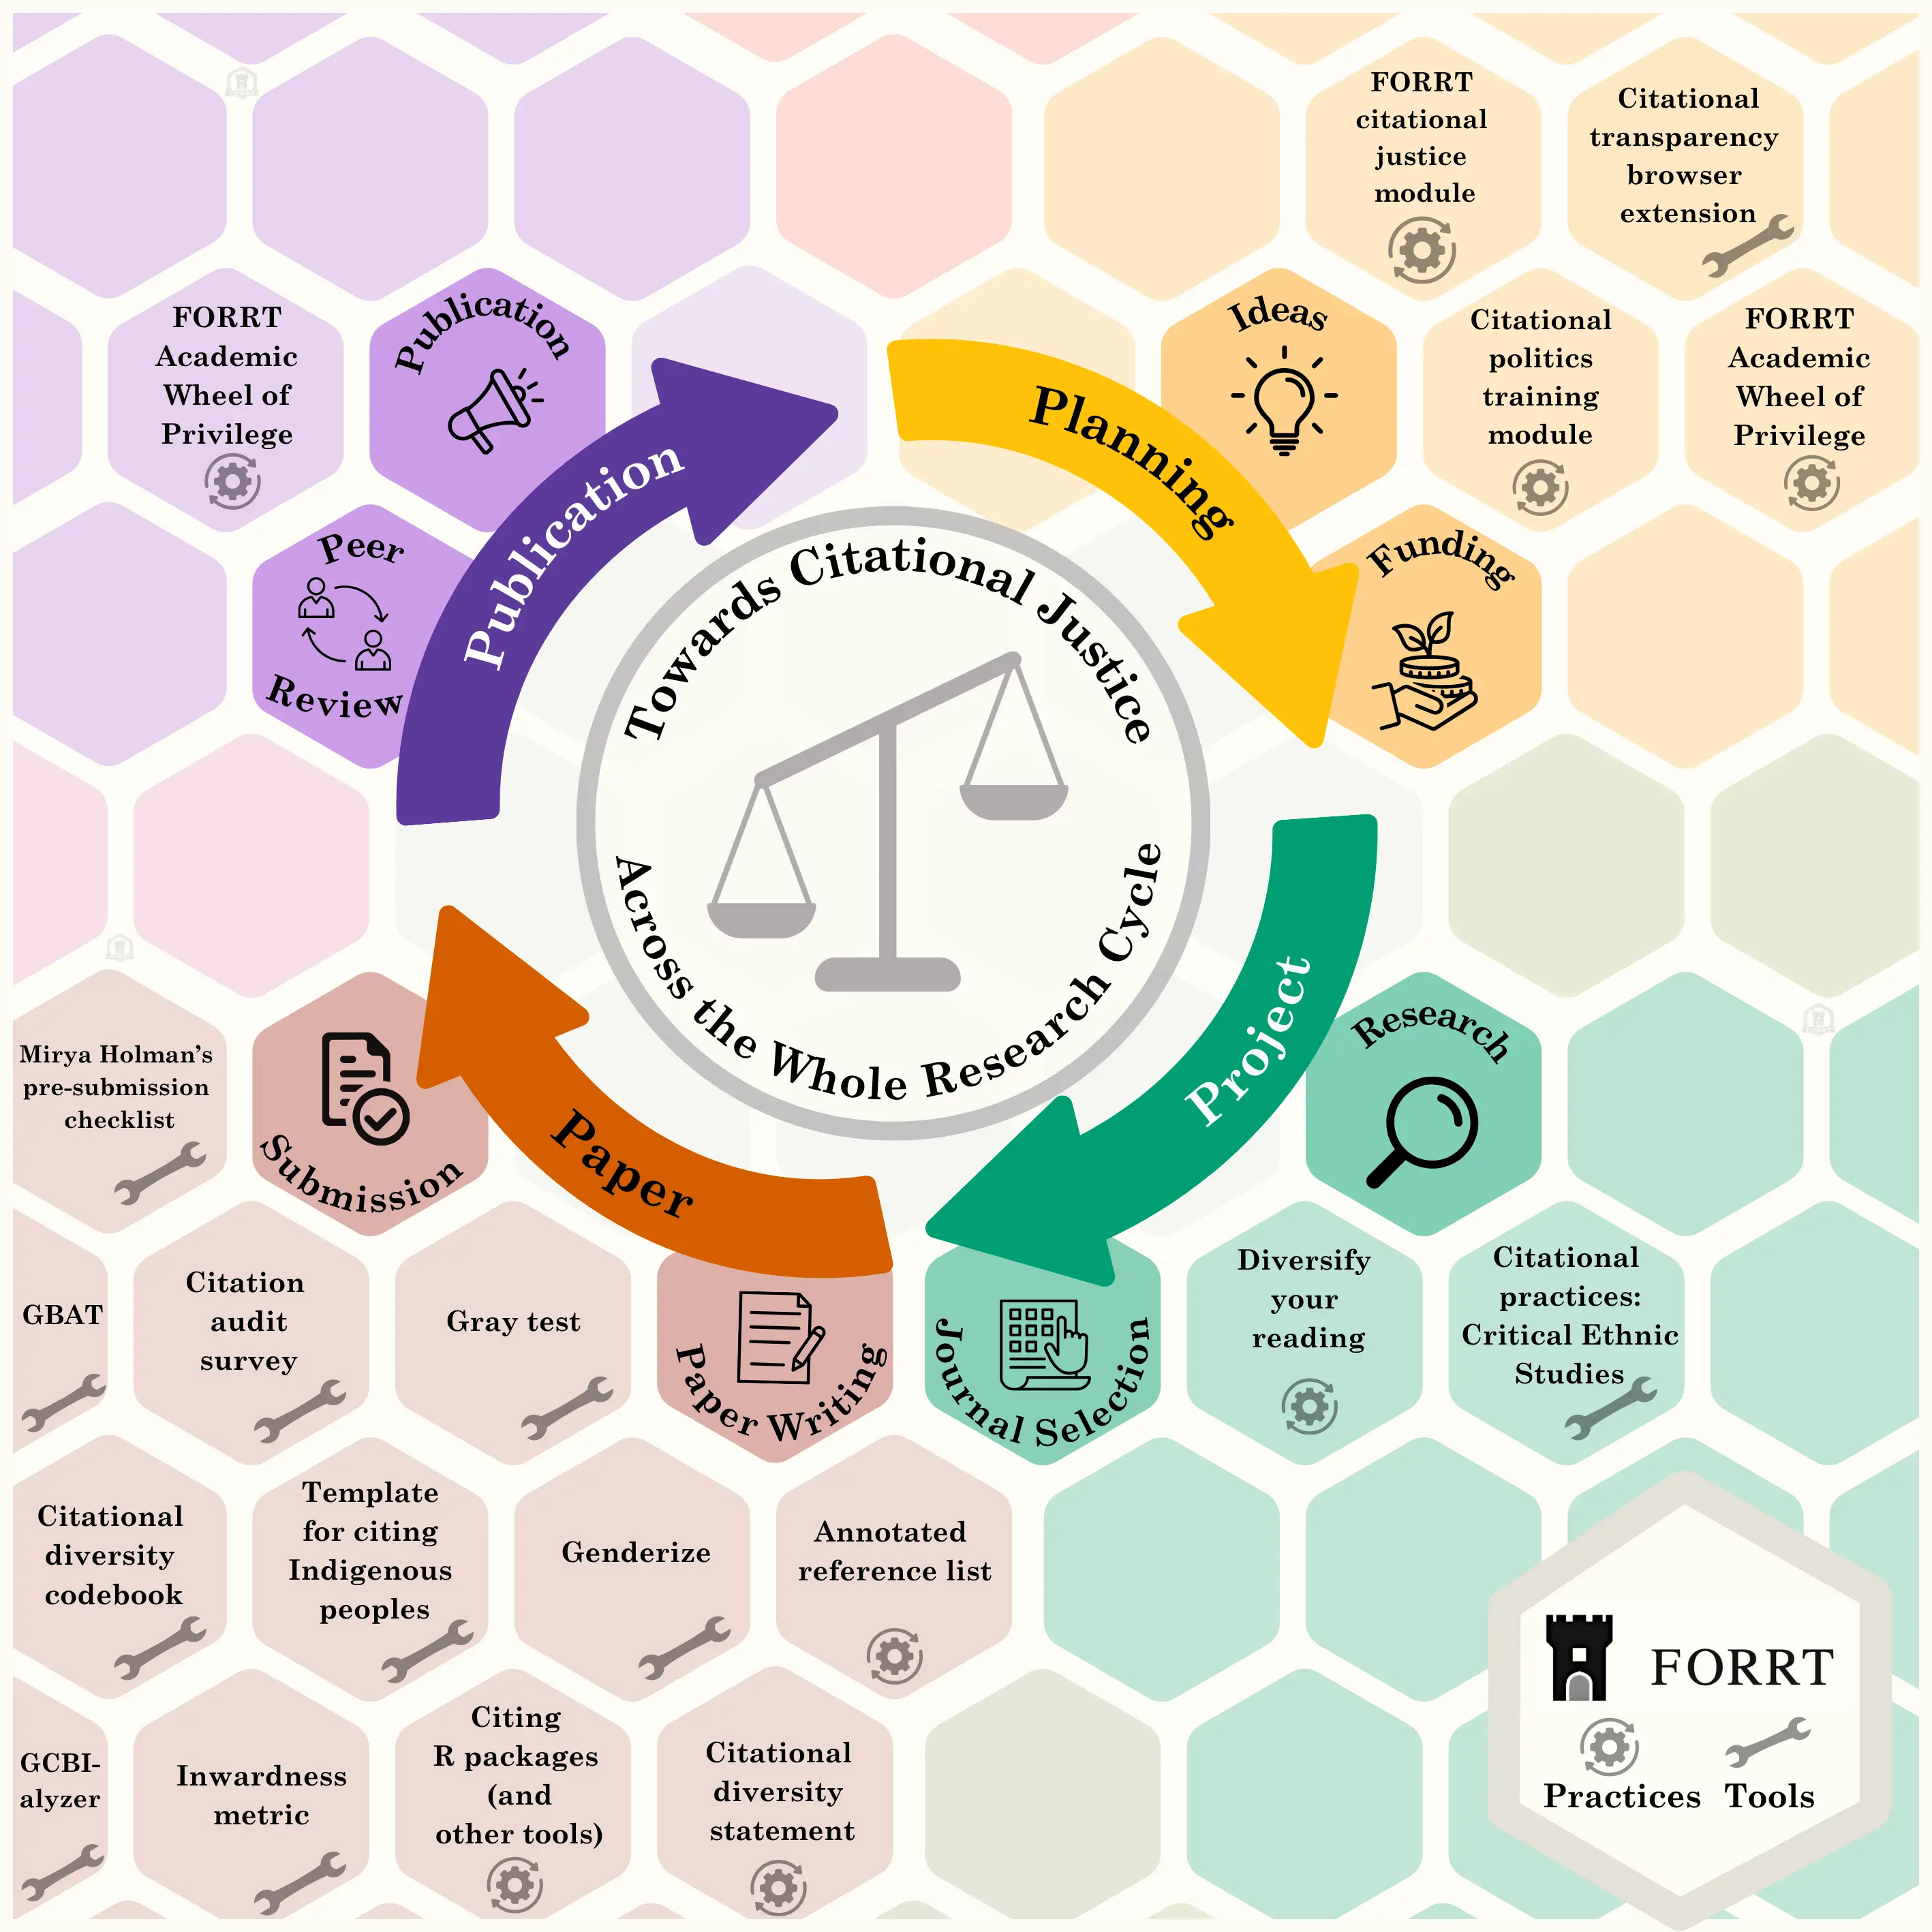 FORRT
citational
justice
module
Citational
transparency
browser
extension
FORRT
Academic
Wheel of
Privilege
Publication
Ideas
Citational
politics
training
module
FORRT
Academic
Wheel of
Privilege
Publication
Planning
Peer
Review
Funding
Towards Citational Justice
Across the Whole Research Cycle
Project
Paper
Research
Mirya Holman's
pre-submission
checklist
Submission
GBAT
Citation
audit
survey
Gray test
Paper Writing
Journal Selection
Diversify
your
reading
Citational
practices:
Critical Ethnic
Studies
Citational
diversity
codebook
Template
for citing
Indigenous
peoples
Genderize
Annotated
reference list
GCBI-
alyzer
Inwardness
metric
Citing
R packages
(and
other tools)
Citational
diversity
statement
FORRT
Practices Tools